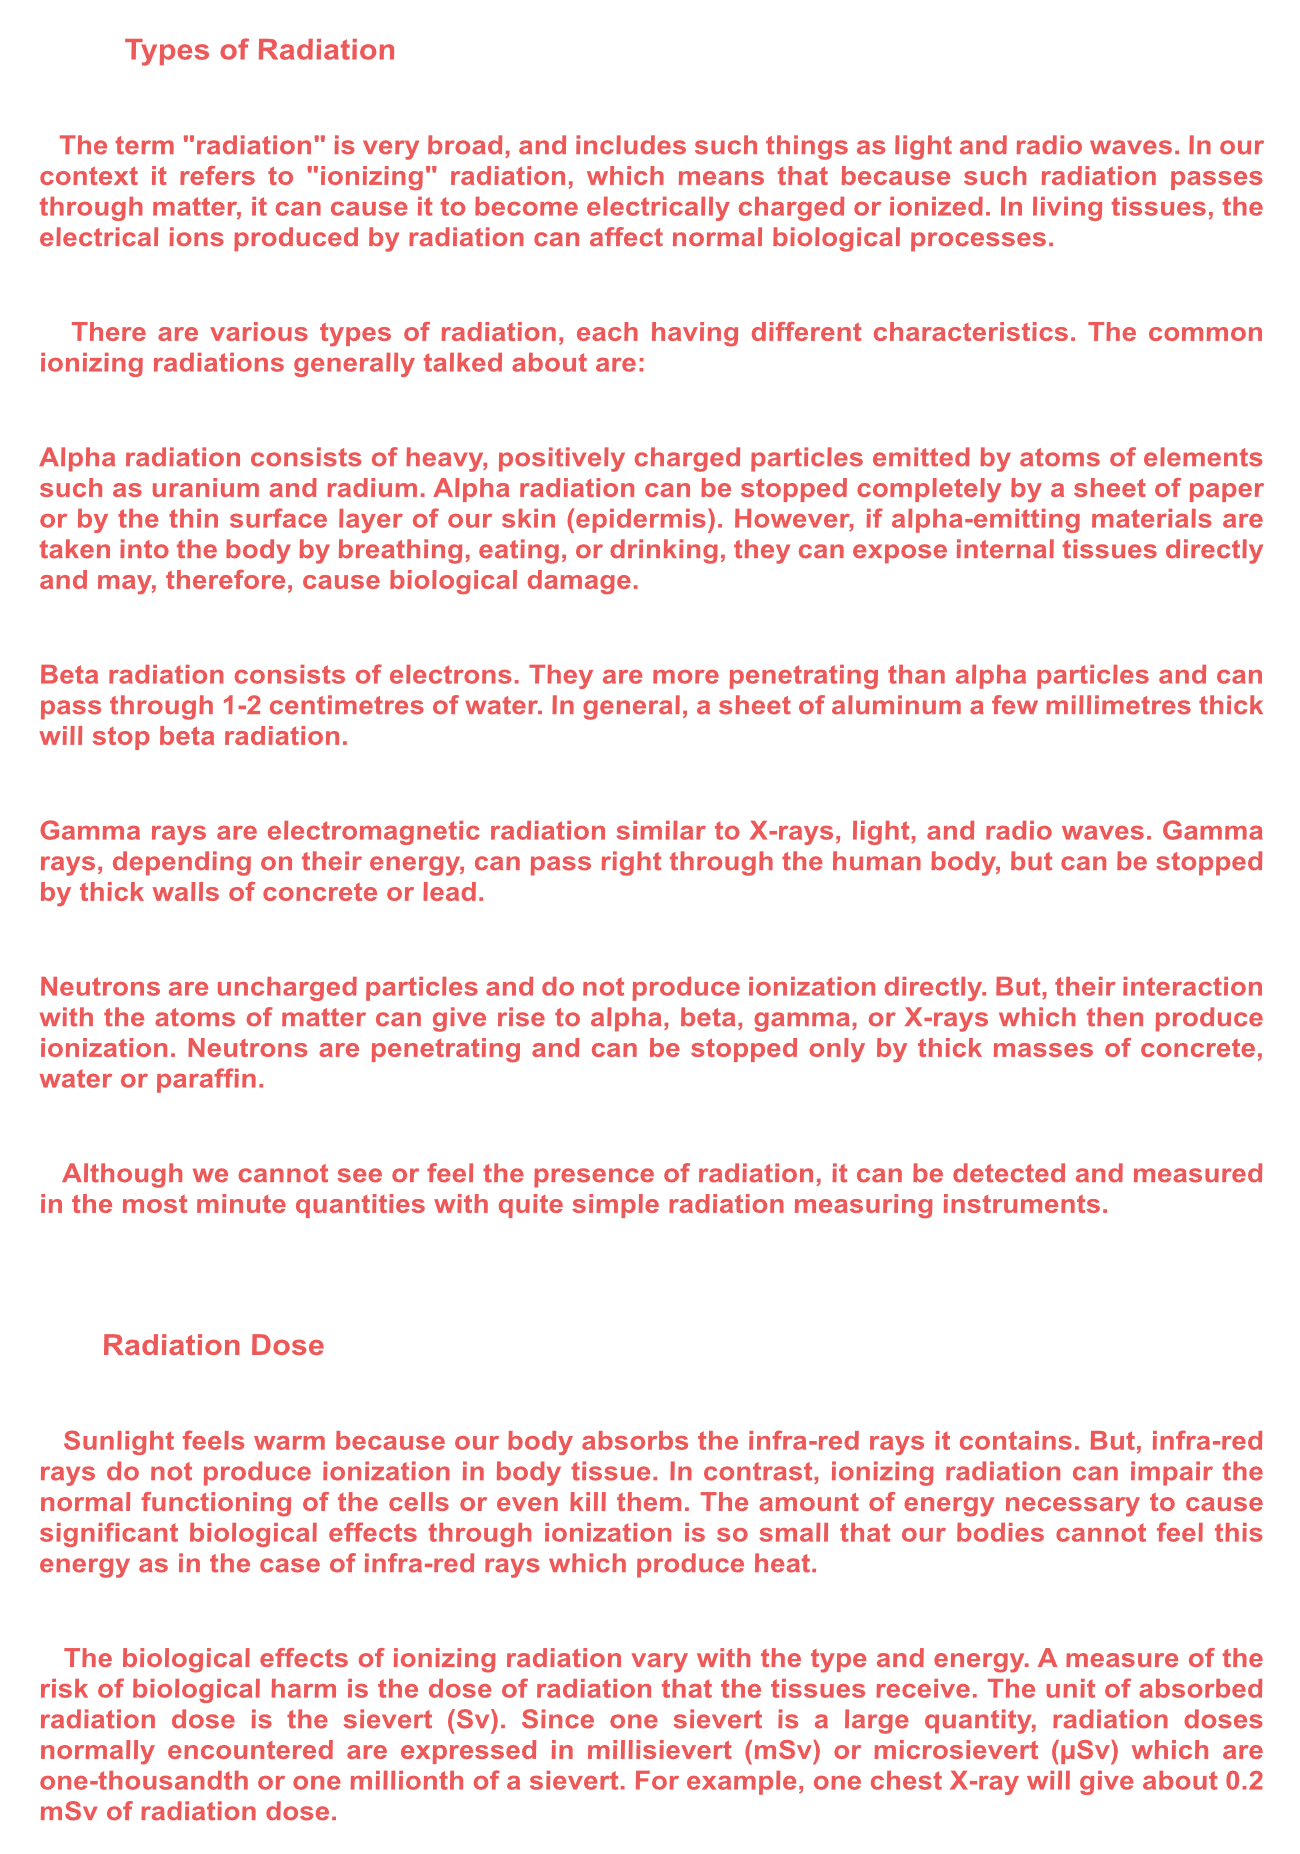 Types of Radiation
The term "radiation" is very broad, and includes such things as light and radio waves. In our
context it refers to "ionizing" radiation, which means that because such radiation passes
through matter, it can cause it to become electrically charged or ionized. In living tissues, the
electrical ions produced by radiation can affect normal biological processes.
There are various types of radiation, each having different characteristics. The common
ionizing radiations generally talked about are:
Alpha radiation consists of heavy, positively charged particles emitted by atoms of elements
such as uranium and radium. Alpha radiation can be stopped completely by a sheet of paper
or by the thin surface layer of our skin (epidermis). However, if alpha-emitting materials are
taken into the body by breathing, eating, or drinking, they can expose internal tissues directly
and may, therefore, cause biological damage.
Beta radiation consists of electrons. They are more penetrating than alpha particles and can
pass through 1-2 centimetres of water. In general, a sheet of aluminum a few millimetres thick
will stop beta radiation.
Gamma rays are electromagnetic radiation similar to X-rays, light, and radio waves. Gamma
rays, depending on their energy, can pass right through the human body, but can be stopped
by thick walls of concrete or lead.
Neutrons are uncharged particles and do not produce ionization directly. But, their interaction
with the atoms of matter can give rise to alpha, beta, gamma, or X-rays which then produce
ionization. Neutrons are penetrating and can be stopped only by thick masses of concrete,
water or paraffin.
Although we cannot see or feel the presence of radiation, it can be detected and measured
in the most minute quantities with quite simple radiation measuring instruments.
Radiation Dose
Sunlight feels warm because our body absorbs the infra-red rays it contains. But, infra-red
rays do not produce ionization in body tissue. In contrast, ionizing radiation can impair the
normal functioning of the cells or even kill them. The amount of energy necessary to cause
significant biological effects through ionization is so small that our bodies cannot feel this
energy as in the case of infra-red rays which produce heat.
The biological effects of ionizing radiation vary with the type and energy. A measure of the
risk of biological harm is the dose of radiation that the tissues receive. The unit of absorbed
radiation dose is the sievert (Sv). Since one sievert is a large quantity, radiation doses
normally encountered are expressed in millisievert (mSv) or microsievert (µSv) which are
one-thousandth or one millionth of a sievert. For example, one chest X-ray will give about 0.2
mSv of radiation dose.